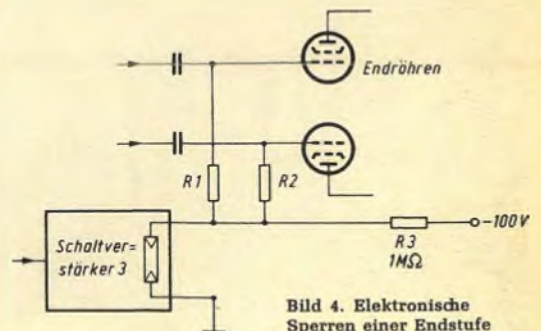 Endröhren
R1
R2
-100V
R3
1MΩ
Schaltver=
stärker 3
Bild 4. Elektronische
Sperren einer Endstufe